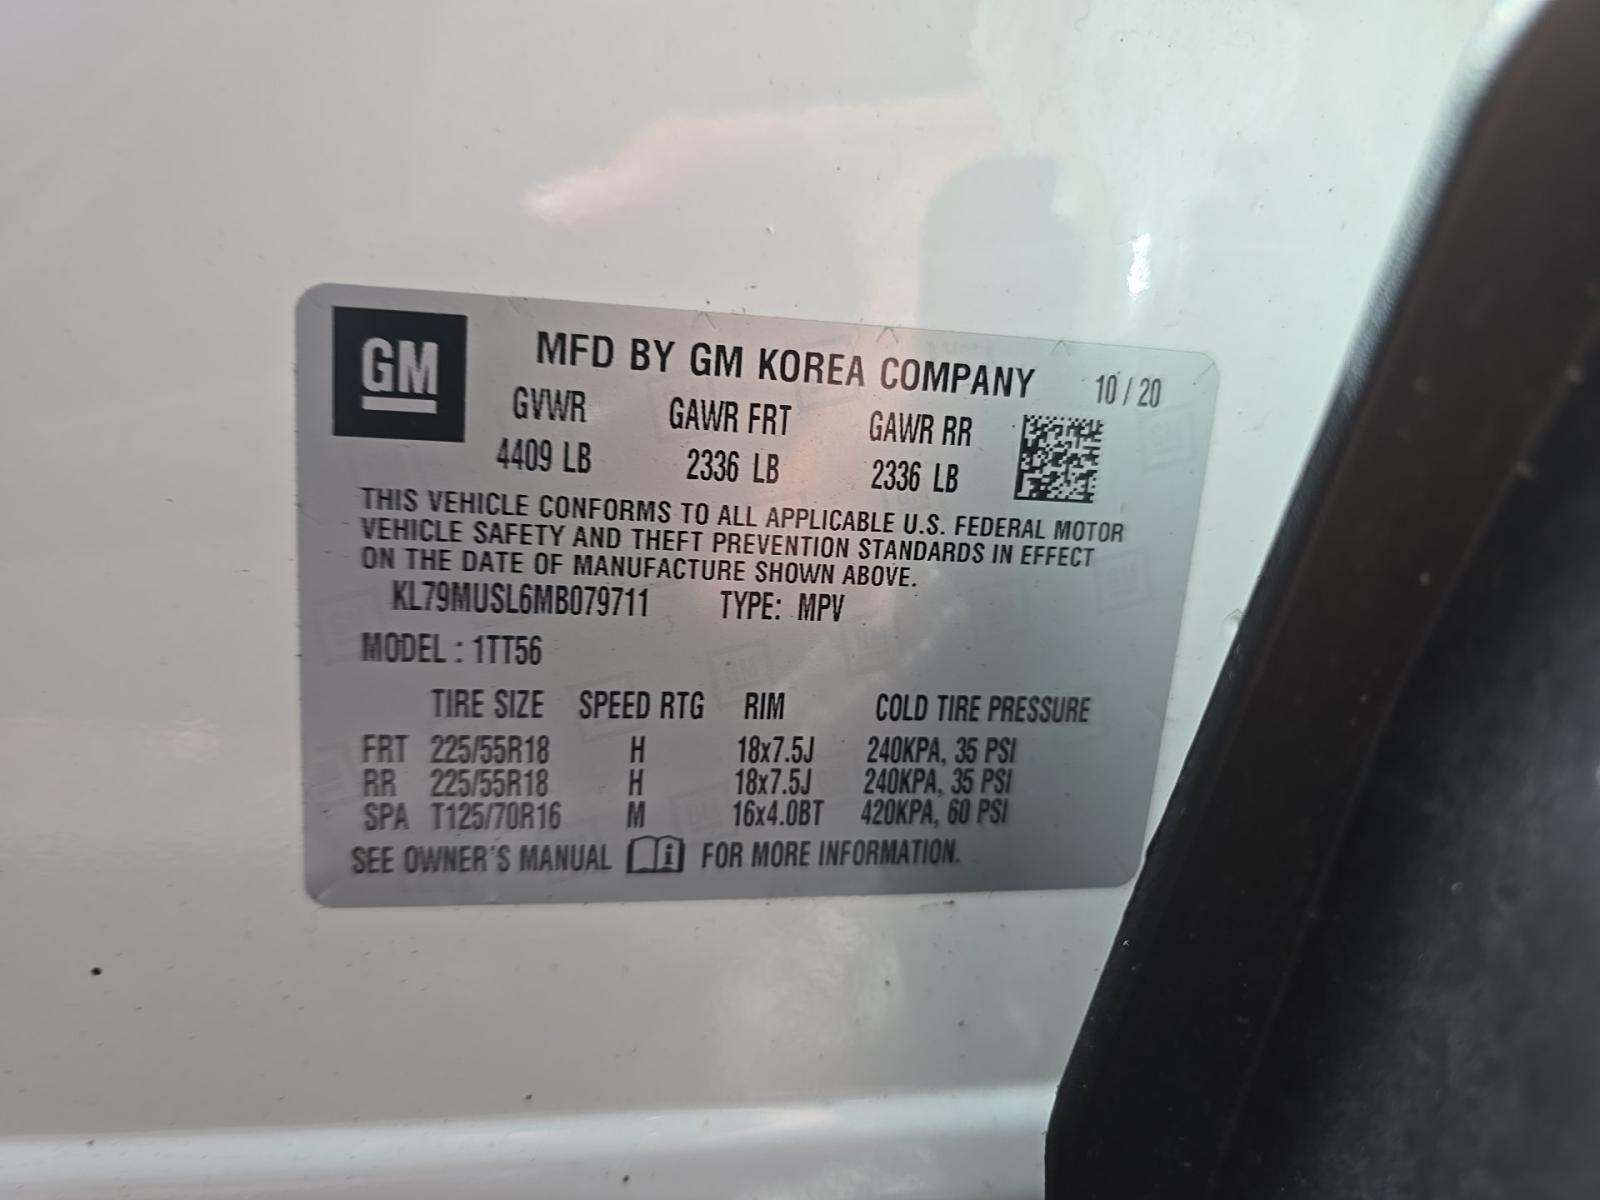 GM
MFD BY GM KOREA COMPANY 10 / 20
GVWR GAWR FRT GAWR RR
4409 LB 2336 LB 2336 LB
THIS VEHICLE CONFORMS TO ALL APPLICABLE U.S. FEDERAL MOTOR
VEHICLE SAFETY AND THEFT PREVENTION STANDARDS IN EFFECT
ON THE DATE OF MANUFACTURE SHOWN ABOVE.
KL79MUSL6MB079711 TYPE: MPV
MODEL : 1TT56
TIRE SIZE SPEED RTG RIM COLD TIRE PRESSURE
FRT 225/55R18 H 18x7.5J 240KPA, 35 PSI
RR 225/55R18 H 18x7.5J 240KPA, 35 PSI
SPA T125/70R16 M 16x4.0BT 420KPA, 60 PSI
SEE OWNER'S MANUAL i FOR MORE INFORMATION.